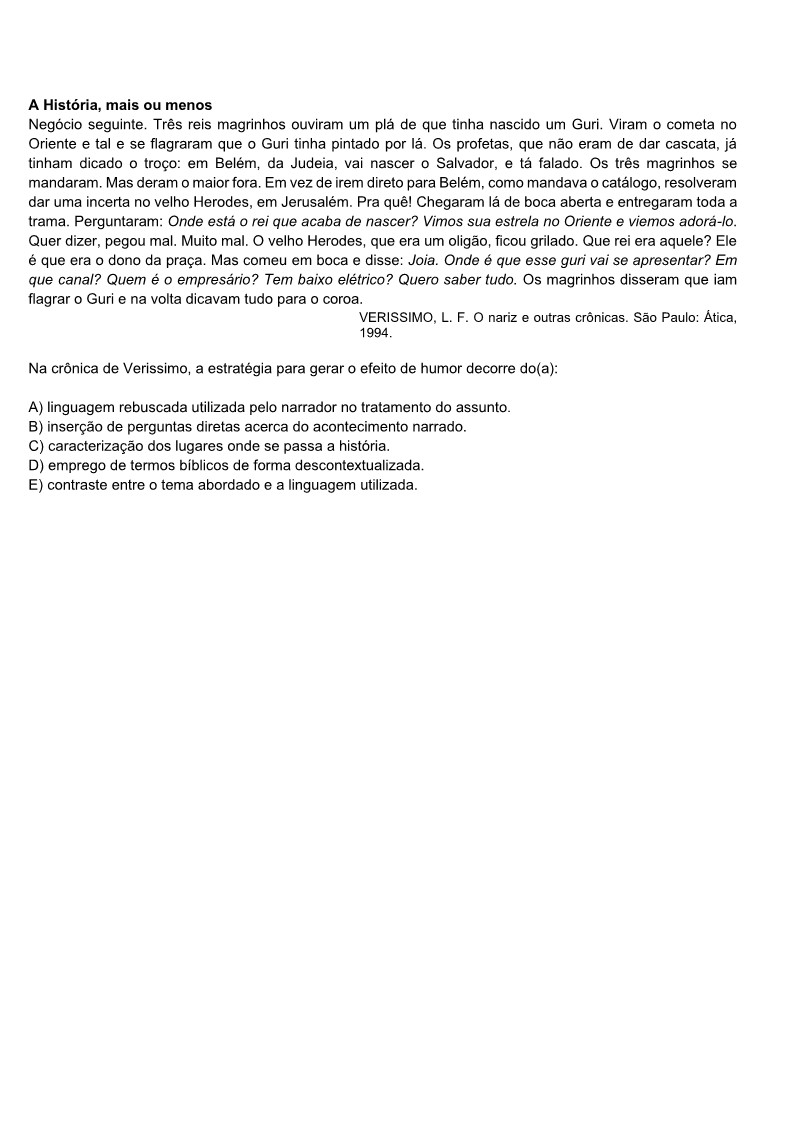 A História, mais ou menos
Negócio seguinte. Três reis magrinhos ouviram um plá de que tinha nascido um Guri. Viram o cometa no
Oriente e tal e se flagraram que o Guri tinha pintado por lá. Os profetas, que não eram de dar cascata, já
tinham dicado o troço: em Belém, da Judeia, vai nascer o Salvador, e tá falado. Os três magrinhos se
mandaram. Mas deram o maior fora. Em vez de irem direto para Belém, como mandava o catálogo, resolveram
dar uma incerta no velho Herodes, em Jerusalém. Pra quê! Chegaram lá de boca aberta e entregaram toda a
trama. Perguntaram: Onde está o rei que acaba de nascer? Vimos sua estrela no Oriente e viemos adorá-lo.
Quer dizer, pegou mal. Muito mal. O velho Herodes, que era um oligão, ficou grilado. Que rei era aquele? Ele
é que era o dono da praça. Mas comeu em boca e disse: Joia. Onde é que esse guri vai se apresentar? Em
que canal? Quem é o empresário? Tem baixo elétrico? Quero saber tudo. Os magrinhos disseram que iam
flagrar o Guri e na volta dicavam tudo para o coroa.
VERISSIMO, L. F. O nariz e outras crônicas. São Paulo: Ática,
1994.
Na crônica de Verissimo, a estratégia para gerar o efeito de humor decorre do(a):
A) linguagem rebuscada utilizada pelo narrador no tratamento do assunto.
B) inserção de perguntas diretas acerca do acontecimento narrado.
C) caracterização dos lugares onde se passa a história.
D) emprego de termos bíblicos de forma descontextualizada.
E) contraste entre o tema abordado e a linguagem utilizada.